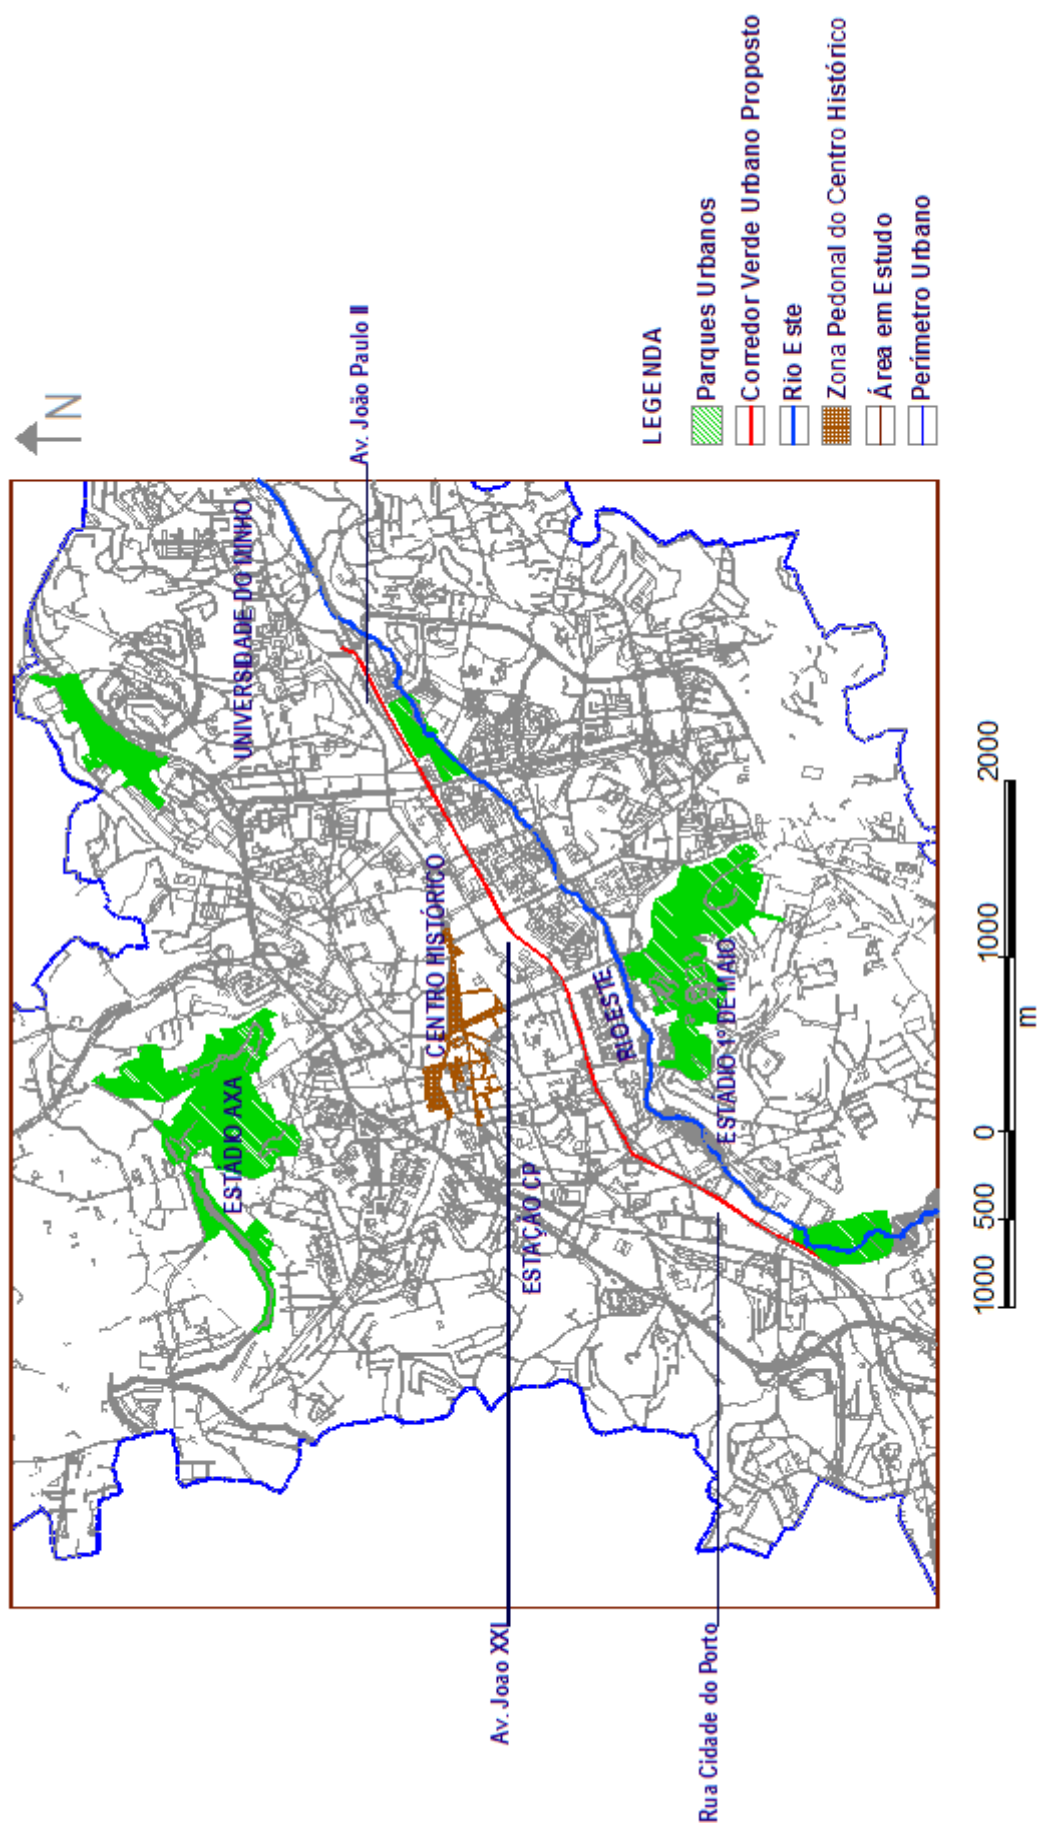 N
Av. João Paulo II
UNIVERSIDADE DO MINHO
ESTÁDIO AXA
CENTRO HISTÓRICO
ESTAÇÃO CP
RIO ESTE
ESTÁDIO 1º DE MAIO
Av. Joao XXI
Rua Cidade do Porto
LEGENDA
Parques Urbanos
Corredor Verde Urbano Proposto
Rio Este
Zona Pedonal do Centro Histórico
Área em Estudo
Perímetro Urbano
1000 500 0 1000 2000
m